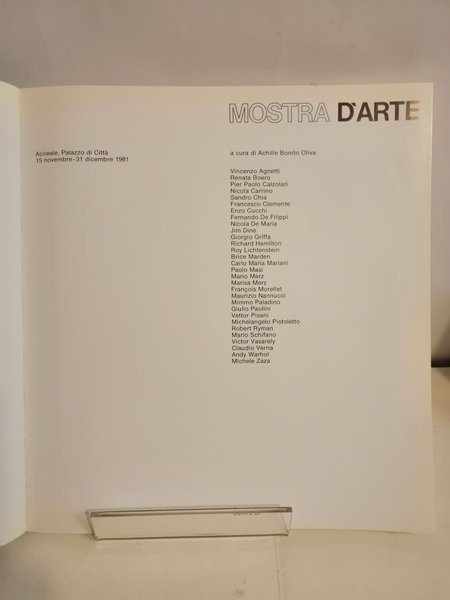 MOSTRA D'ARTE
Acireale, Palazzo di Città
15 novembre-31 dicembre 1981
a cura di Achille Bonito Oliva
Vincenzo Agnetti
Renata Boero
Pier Paolo Calzolari
Nicola Carrino
Sandro Chia
Francesco Clemente
Enzo Cucchi
Fernando De Filippi
Nicola De Maria
Jim Dine
Giorgio Griffa
Richard Hamilton
Roy Lichtenstein
Brice Marden
Carlo Maria Mariani
Paolo Masi
Mario Merz
Marisa Merz
François Morellet
Maurizio Nannucci
Mimmo Paladino
Giulio Paolini
Vettor Pisani
Michelangelo Pistoletto
Robert Ryman
Mario Schifano
Victor Vasarely
Claudio Verna
Andy Warhol
Michele Zaza